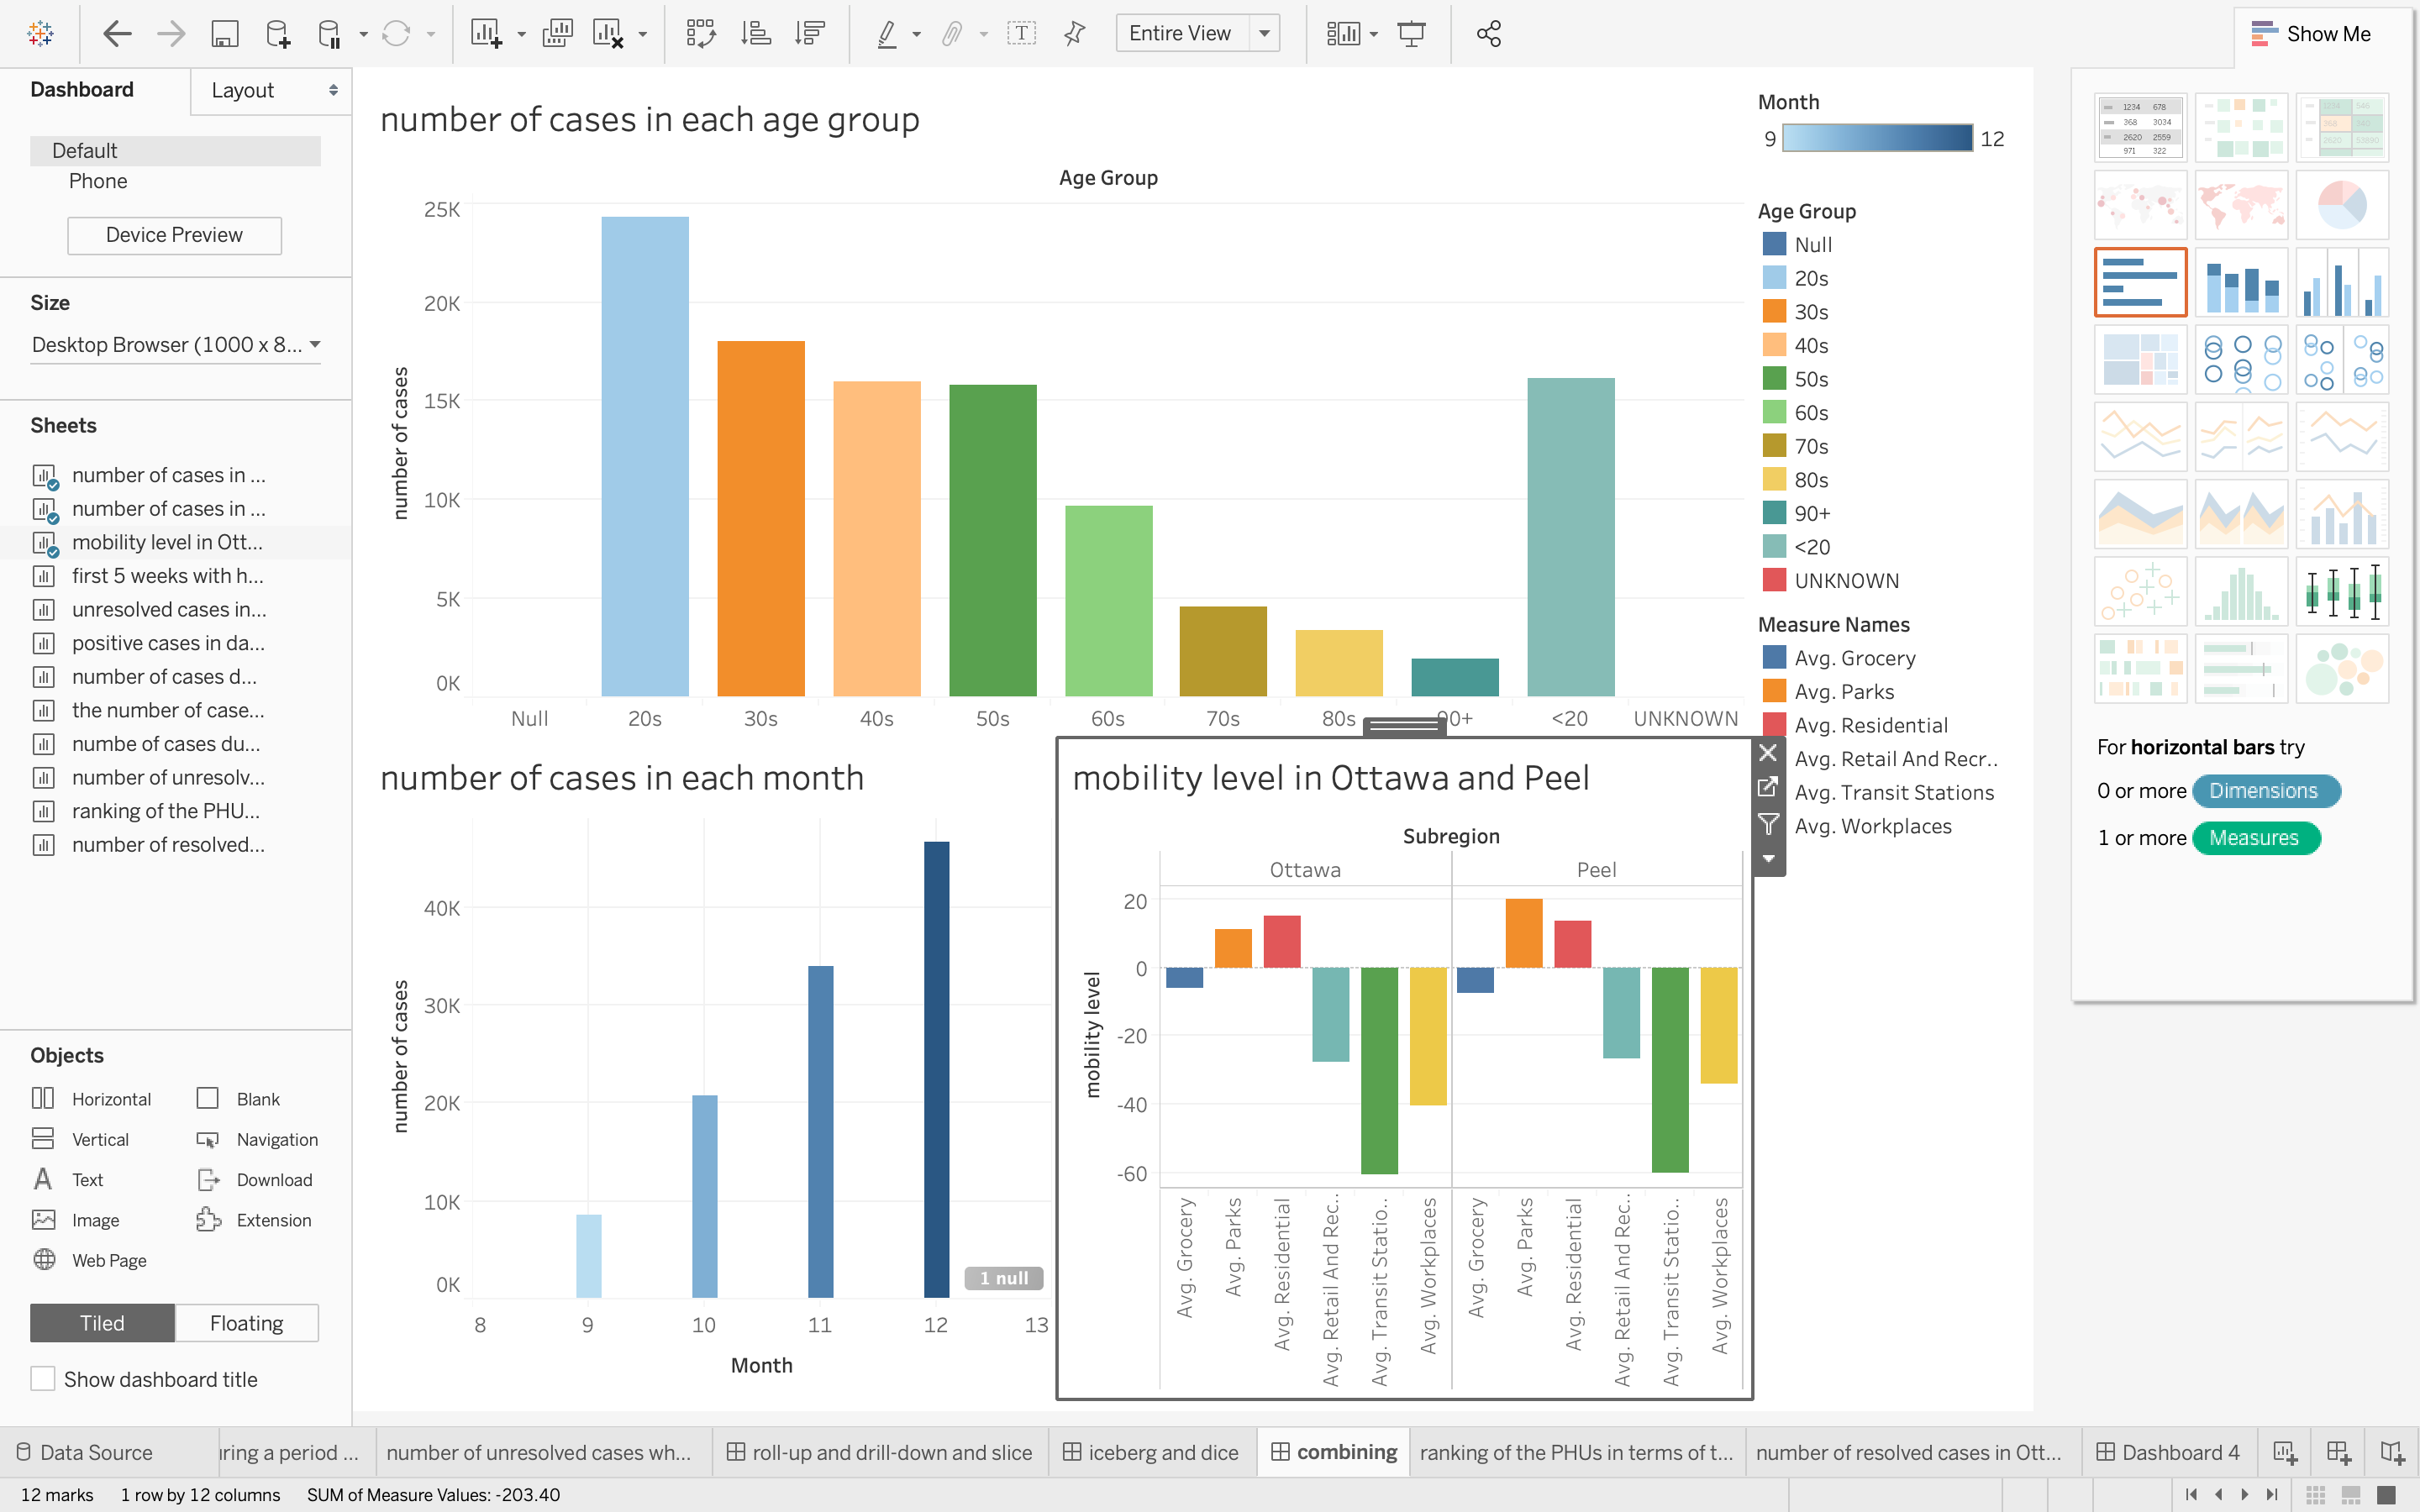 Entire View
Show Me
Dashboard
Layout
Default
Phone
Device Preview
Size
Desktop Browser (1000 x 8...
Sheets
number of cases in ...
number of cases in ...
mobility level in Ott...
first 5 weeks with h...
unresolved cases in...
positive cases in da...
number of cases d...
the number of case...
numbe of cases du...
number of unresolv...
ranking of the PHU...
number of resolved...
Objects
Horizontal
Blank
Vertical
Navigation
Text
Download
Image
Extension
Web Page
Tiled
Floating
Show dashboard title
number of cases in each age group
Age Group
number of cases
25K
20K
15K
10K
5K
0K
Null 20s 30s 40s 50s 60s 70s 80s 90+ <20 UNKNOWN
number of cases in each month
number of cases
40K
30K
20K
10K
0K
1 null
8 9 10 11 12 13
Month
mobility level in Ottawa and Peel
Subregion
Ottawa Peel
mobility level
20
0
-20
-40
-60
Avg. Grocery
Avg. Parks
Avg. Residential
Avg. Retail And Rec..
Avg. Transit Statio..
Avg. Workplaces
Avg. Grocery
Avg. Parks
Avg. Residential
Avg. Retail And Rec..
Avg. Transit Statio..
Avg. Workplaces
Month
9 12
Age Group
Null
20s
30s
40s
50s
60s
70s
80s
90+
<20
UNKNOWN
Measure Names
Avg. Grocery
Avg. Parks
Avg. Residential
Avg. Retail And Recr..
Avg. Transit Stations
Avg. Workplaces
1234 678
368 3034
2620 2559
971 322
For horizontal bars try
0 or more Dimensions
1 or more Measures
Data Source
ring a period ...
number of unresolved cases wh...
roll-up and drill-down and slice
iceberg and dice
combining
ranking of the PHUs in terms of t...
number of resolved cases in Ott...
Dashboard 4
12 marks
1 row by 12 columns
SUM of Measure Values: -203.40